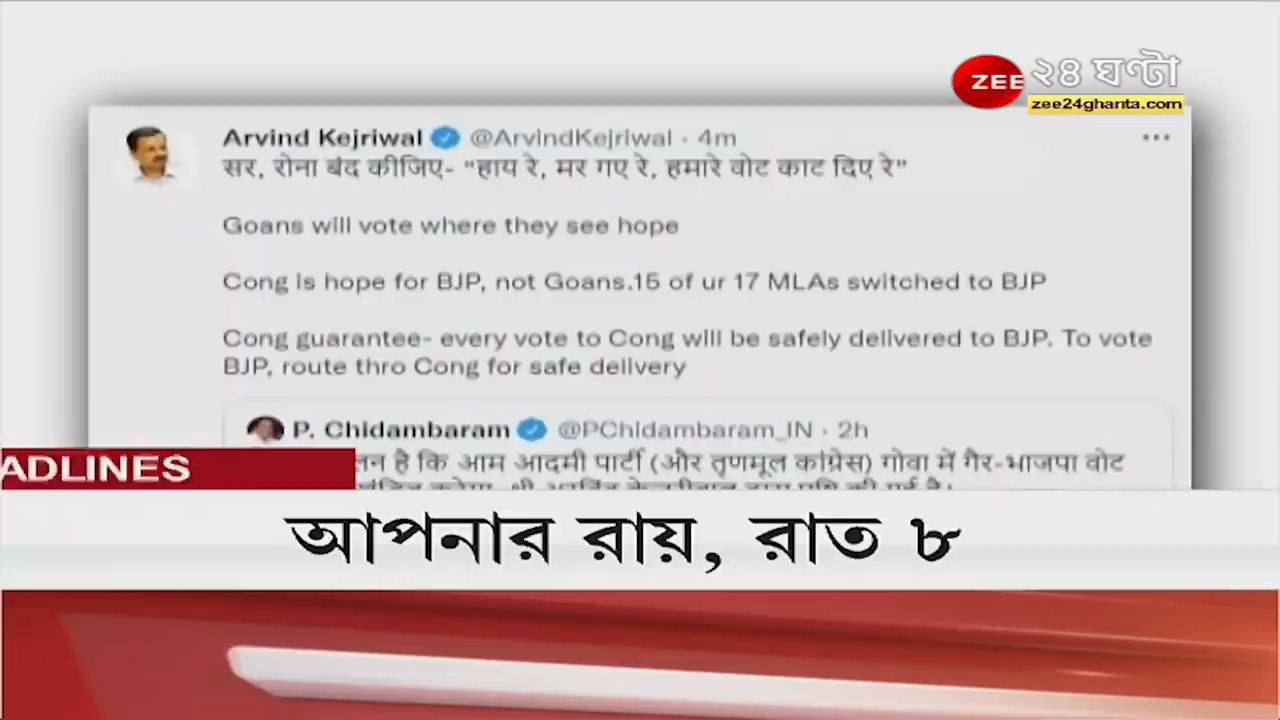 ZEE ২৪ ঘণ্টা
zee24ghanta.com
Arvind Kejriwal @ArvindKejriwal · 4m
सर, रोना बंद कीजिए- "हाय रे, मर गए रे, हमारे वोट काट दिए रे"
Goans will vote where they see hope
Cong is hope for BJP, not Goans.15 of ur 17 MLAs switched to BJP
Cong guarantee- every vote to Cong will be safely delivered to BJP. To vote
BJP, route thro Cong for safe delivery
P. Chidambaram @PChidambaram_IN · 2h
है कि आम आदमी पार्टी (और तृणमूल कांग्रेस) गोवा में गैर-भाजपा वोट
ADLINES
আপনার রায়, রাত ৮